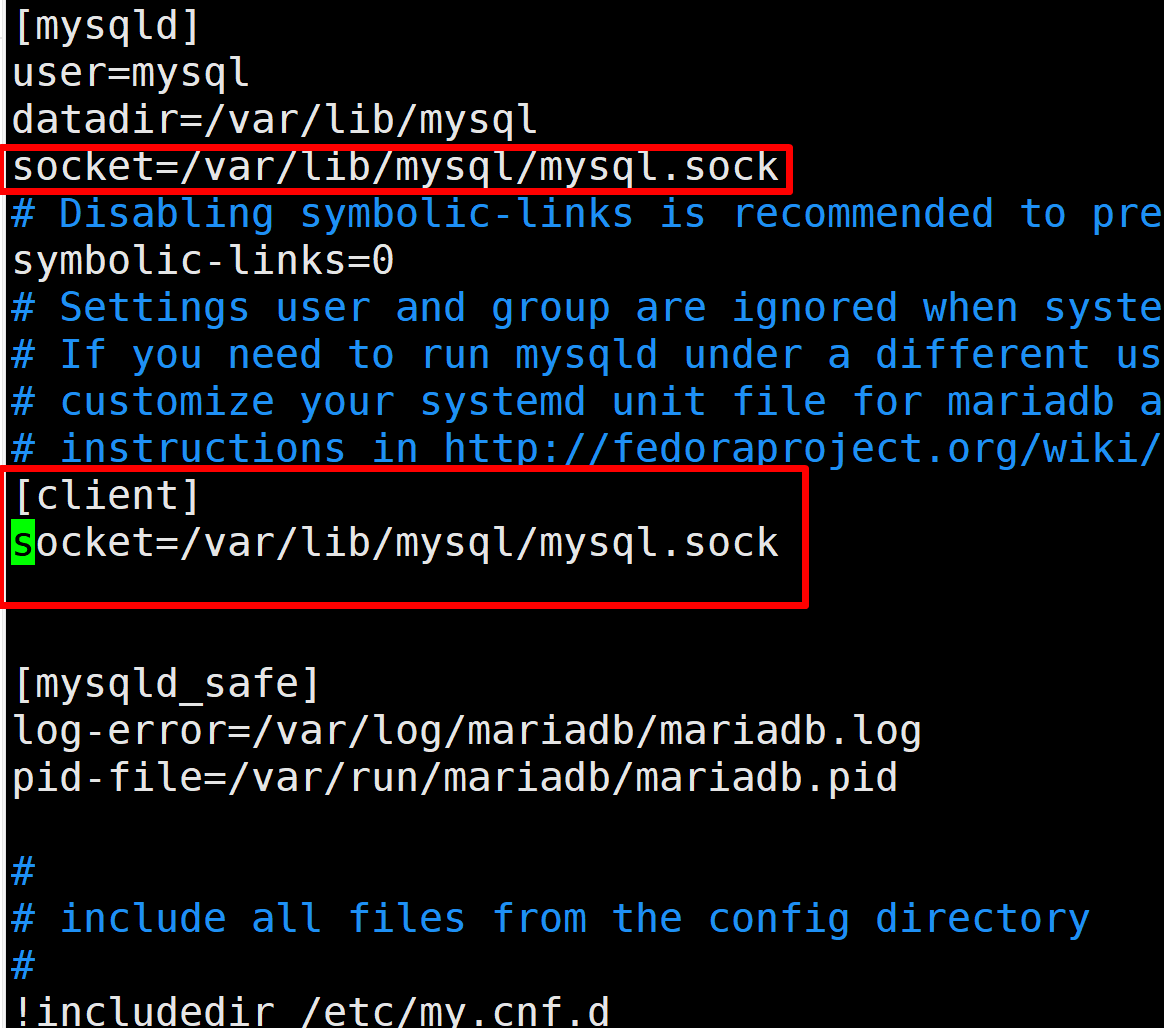 [mysqld]
user=mysql
datadir=/var/lib/mysql
socket=/var/lib/mysql/mysql.sock
# Disabling symbolic-links is recommended to pre
symbolic-links=0
# Settings user and group are ignored when syste
# If you need to run mysqld under a different us
# customize your systemd unit file for mariadb a
# instructions in http://fedoraproject.org/wiki/
[client]
socket=/var/lib/mysql/mysql.sock
[mysqld_safe]
log-error=/var/log/mariadb/mariadb.log
pid-file=/var/run/mariadb/mariadb.pid
#
# include all files from the config directory
#
!includedir /etc/my.cnf.d